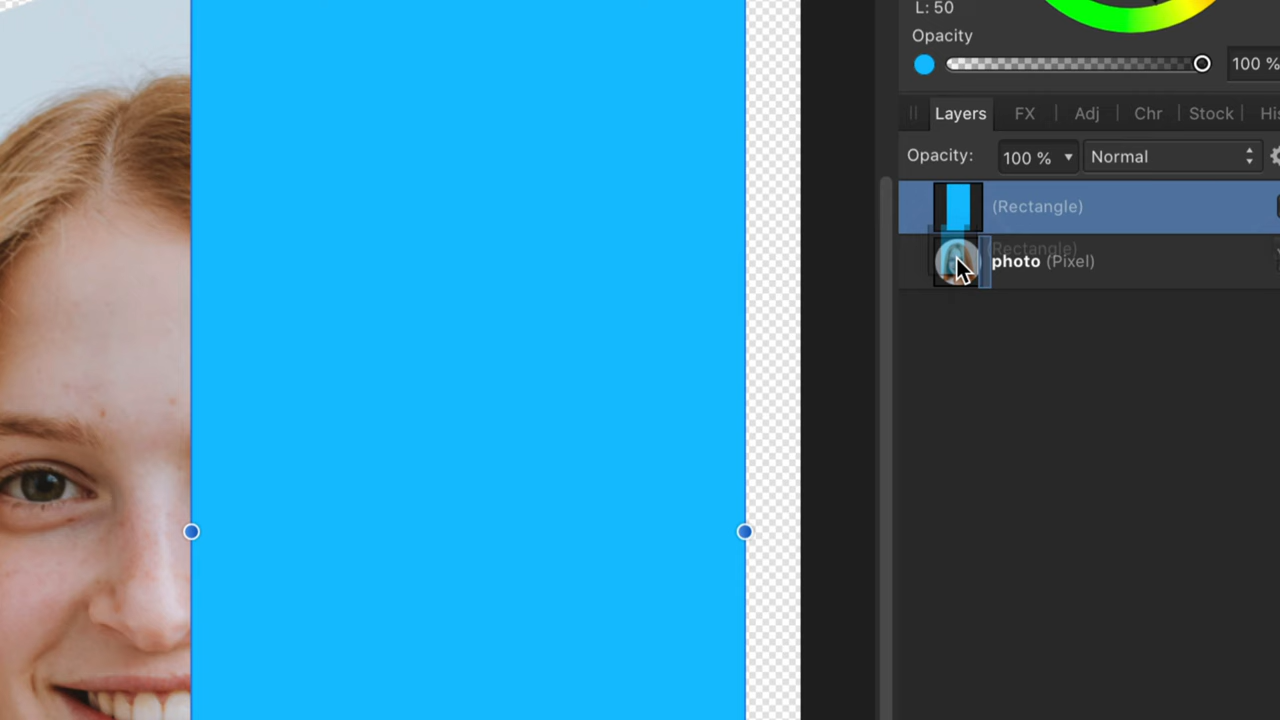 L: 50
Opacity
100 %
Layers FX Adj Chr Stock His
Opacity: 100 % Normal
(Rectangle)
(Rectangle)
photo (Pixel)